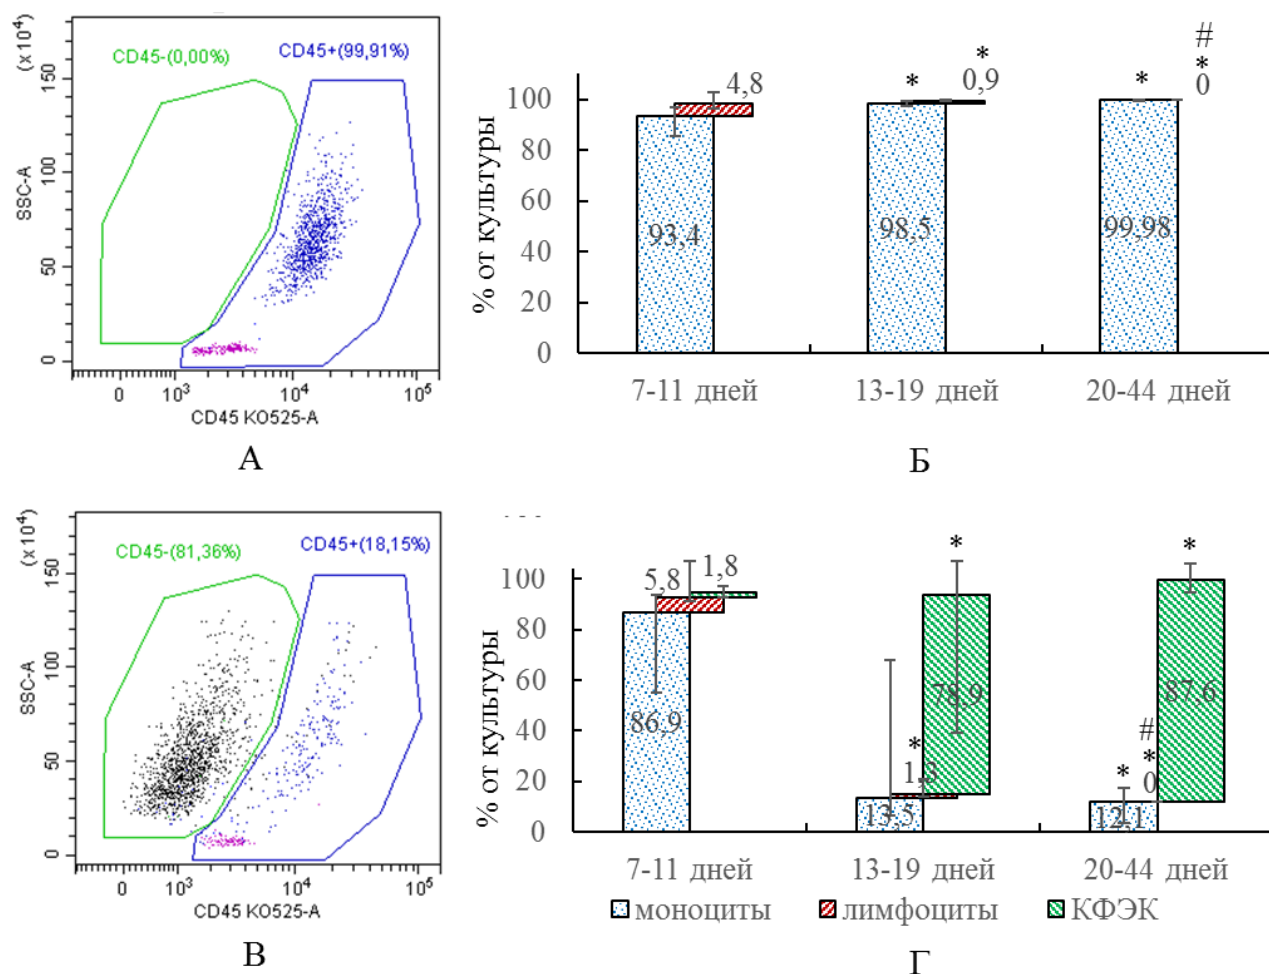 (x 10⁴)
CD45-(0,00%)
CD45+(99,91%)
SSC-A
150
100
50
0
0 10³ 10⁴ 10⁵
CD45 KO525-A
А
% от культуры
100
80
60
40
20
0
93,4
4,8
*
*
98,5
0,9
#
*
*
99,98
0
7-11 дней 13-19 дней 20-44 дней
Б
(x 10⁴)
CD45-(81,36%)
CD45+(18,15%)
SSC-A
150
100
50
0
0 10³ 10⁴ 10⁵
CD45 KO525-A
В
% от культуры
100
80
60
40
20
0
86,9
5,8
1,8
*
*
13,5
1,3
78,9
*
#
*
*
12,1
0
87,6
7-11 дней 13-19 дней 20-44 дней
моноциты лимфоциты КФЭК
Г